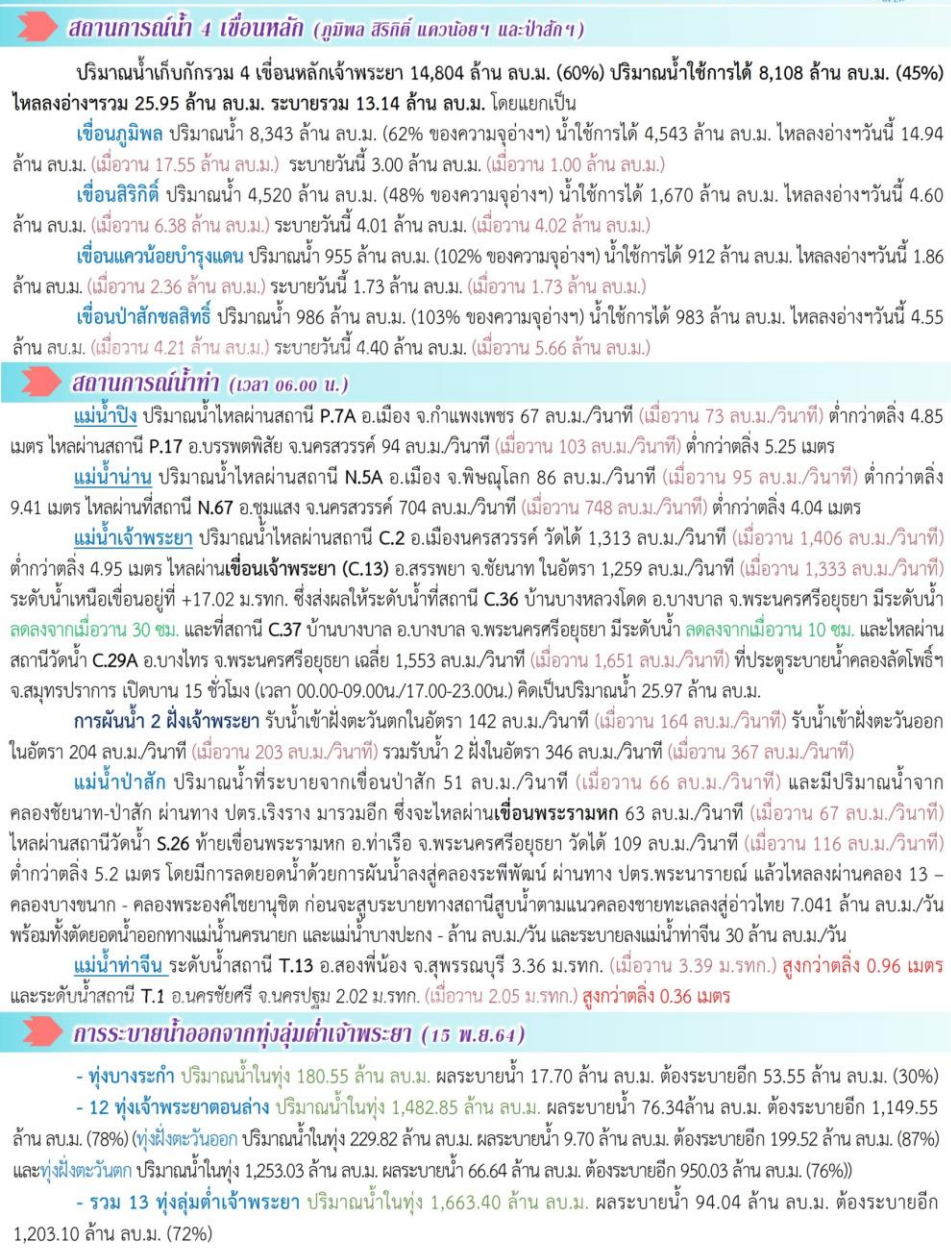 สถานการณ์น้ำ 4 เขื่อนหลัก (ภูมิพล สิริกิติ์ แควน้อยฯ และป่าสักฯ)
ปริมาณน้ำเก็บกักรวม 4 เขื่อนหลักเจ้าพระยา 14,804 ล้าน ลบ.ม. (60%) ปริมาณน้ำใช้การได้ 8,108 ล้าน ลบ.ม. (45%)
ไหลลงอ่างฯรวม 25.95 ล้าน ลบ.ม. ระบายรวม 13.14 ล้าน ลบ.ม. โดยแยกเป็น
เขื่อนภูมิพล ปริมาณน้ำ 8,343 ล้าน ลบ.ม. (62% ของความจุอ่างฯ) น้ำใช้การได้ 4,543 ล้าน ลบ.ม. ไหลลงอ่างฯวันนี้ 14.94
ล้าน ลบ.ม. (เมื่อวาน 17.55 ล้าน ลบ.ม.) ระบายวันนี้ 3.00 ล้าน ลบ.ม. (เมื่อวาน 1.00 ล้าน ลบ.ม.)
เขื่อนสิริกิติ์ ปริมาณน้ำ 4,520 ล้าน ลบ.ม. (48% ของความจุอ่างฯ) น้ำใช้การได้ 1,670 ล้าน ลบ.ม. ไหลลงอ่างฯวันนี้ 4.60
ล้าน ลบ.ม. (เมื่อวาน 6.38 ล้าน ลบ.ม.) ระบายวันนี้ 4.01 ล้าน ลบ.ม. (เมื่อวาน 4.02 ล้าน ลบ.ม.)
เขื่อนแควน้อยบำรุงแดน ปริมาณน้ำ 955 ล้าน ลบ.ม. (102% ของความจุอ่างฯ) น้ำใช้การได้ 912 ล้าน ลบ.ม. ไหลลงอ่างฯวันนี้ 1.86
ล้าน ลบ.ม. (เมื่อวาน 2.36 ล้าน ลบ.ม.) ระบายวันนี้ 1.73 ล้าน ลบ.ม. (เมื่อวาน 1.73 ล้าน ลบ.ม.)
เขื่อนป่าสักชลสิทธิ์ ปริมาณน้ำ 986 ล้าน ลบ.ม. (103% ของความจุอ่างฯ) น้ำใช้การได้ 983 ล้าน ลบ.ม. ไหลลงอ่างฯวันนี้ 4.55
ล้าน ลบ.ม. (เมื่อวาน 4.21 ล้าน ลบ.ม.) ระบายวันนี้ 4.40 ล้าน ลบ.ม. (เมื่อวาน 5.66 ล้าน ลบ.ม.)
สถานการณ์น้ำท่า (เวลา 06.00 น.)
แม่น้ำปิง ปริมาณน้ำไหลผ่านสถานี P.7A อ.เมือง จ.กำแพงเพชร 67 ลบ.ม./วินาที (เมื่อวาน 73 ลบ.ม./วินาที) ต่ำกว่าตลิ่ง 4.85
เมตร ไหลผ่านสถานี P.17 อ.บรรพตพิสัย จ.นครสวรรค์ 94 ลบ.ม./วินาที (เมื่อวาน 103 ลบ.ม./วินาที) ต่ำกว่าตลิ่ง 5.25 เมตร
แม่น้ำน่าน ปริมาณน้ำไหลผ่านสถานี N.5A อ.เมือง จ.พิษณุโลก 86 ลบ.ม./วินาที (เมื่อวาน 95 ลบ.ม./วินาที) ต่ำกว่าตลิ่ง
9.41 เมตร ไหลผ่านที่สถานี N.67 อ.ชุมแสง จ.นครสวรรค์ 704 ลบ.ม./วินาที (เมื่อวาน 748 ลบ.ม./วินาที) ต่ำกว่าตลิ่ง 4.04 เมตร
แม่น้ำเจ้าพระยา ปริมาณน้ำไหลผ่านสถานี C.2 อ.เมืองนครสวรรค์ วัดได้ 1,313 ลบ.ม./วินาที (เมื่อวาน 1,406 ลบ.ม./วินาที)
ต่ำกว่าตลิ่ง 4.95 เมตร ไหลผ่านเขื่อนเจ้าพระยา (C.13) อ.สรรพยา จ.ชัยนาท ในอัตรา 1,259 ลบ.ม./วินาที (เมื่อวาน 1,333 ลบ.ม./วินาที)
ระดับน้ำเหนือเขื่อนอยู่ที่ +17.02 ม.รทก. ซึ่งส่งผลให้ระดับน้ำที่สถานี C.36 บ้านบางหลวงโดด อ.บางบาล จ.พระนครศรีอยุธยา มีระดับน้ำ
ลดลงจากเมื่อวาน 30 ซม. และที่สถานี C.37 บ้านบางบาล อ.บางบาล จ.พระนครศรีอยุธยา มีระดับน้ำ ลดลงจากเมื่อวาน 10 ซม. และไหลผ่าน
สถานีวัดน้ำ C.29A อ.บางไทร จ.พระนครศรีอยุธยา เฉลี่ย 1,553 ลบ.ม./วินาที (เมื่อวาน 1,651 ลบ.ม./วินาที) ที่ประตูระบายน้ำคลองลัดโพธิ์ฯ
จ.สมุทรปราการ เปิดบาน 15 ชั่วโมง (เวลา 00.00-09.00น./17.00-23.00น.) คิดเป็นปริมาณน้ำ 25.97 ล้าน ลบ.ม.
การผันน้ำ 2 ฝั่งเจ้าพระยา รับน้ำเข้าฝั่งตะวันตกในอัตรา 142 ลบ.ม./วินาที (เมื่อวาน 164 ลบ.ม./วินาที) รับน้ำเข้าฝั่งตะวันออก
ในอัตรา 204 ลบ.ม./วินาที (เมื่อวาน 203 ลบ.ม./วินาที) รวมรับน้ำ 2 ฝั่งในอัตรา 346 ลบ.ม./วินาที (เมื่อวาน 367 ลบ.ม./วินาที)
แม่น้ำป่าสัก ปริมาณน้ำที่ระบายจากเขื่อนป่าสัก 51 ลบ.ม./วินาที (เมื่อวาน 66 ลบ.ม./วินาที) และมีปริมาณน้ำจาก
คลองชัยนาท-ป่าสัก ผ่านทาง ปตร.เริงราง มารวมอีก ซึ่งจะไหลผ่านเขื่อนพระรามหก 63 ลบ.ม./วินาที (เมื่อวาน 67 ลบ.ม./วินาที)
ไหลผ่านสถานีวัดน้ำ S.26 ท้ายเขื่อนพระรามหก อ.ท่าเรือ จ.พระนครศรีอยุธยา วัดได้ 109 ลบ.ม./วินาที (เมื่อวาน 116 ลบ.ม./วินาที)
ต่ำกว่าตลิ่ง 5.2 เมตร โดยมีการลดยอดน้ำด้วยการผันน้ำลงสู่คลองระพีพัฒน์ ผ่านทาง ปตร.พระนารายณ์ แล้วไหลลงผ่านคลอง 13 –
คลองบางขนาก - คลองพระองค์ไชยานุชิต ก่อนจะสูบระบายทางสถานีสูบน้ำตามแนวคลองชายทะเลลงสู่อ่าวไทย 7.041 ล้าน ลบ.ม./วัน
พร้อมทั้งตัดยอดน้ำออกทางแม่น้ำนครนายก และแม่น้ำบางปะกง - ล้าน ลบ.ม./วัน และระบายลงแม่น้ำท่าจีน 30 ล้าน ลบ.ม./วัน
แม่น้ำท่าจีน ระดับน้ำสถานี T.13 อ.สองพี่น้อง จ.สุพรรณบุรี 3.36 ม.รทก. (เมื่อวาน 3.39 ม.รทก.) สูงกว่าตลิ่ง 0.96 เมตร
และระดับน้ำสถานี T.1 อ.นครชัยศรี จ.นครปฐม 2.02 ม.รทก. (เมื่อวาน 2.05 ม.รทก.) สูงกว่าตลิ่ง 0.36 เมตร
การระบายน้ำออกจากทุ่งลุ่มต่ำเจ้าพระยา (15 พ.ย.64)
- ทุ่งบางระกำ ปริมาณน้ำในทุ่ง 180.55 ล้าน ลบ.ม. ผลระบายน้ำ 17.70 ล้าน ลบ.ม. ต้องระบายอีก 53.55 ล้าน ลบ.ม. (30%)
- 12 ทุ่งเจ้าพระยาตอนล่าง ปริมาณน้ำในทุ่ง 1,482.85 ล้าน ลบ.ม. ผลระบายน้ำ 76.34ล้าน ลบ.ม. ต้องระบายอีก 1,149.55
ล้าน ลบ.ม. (78%) (ทุ่งฝั่งตะวันออก ปริมาณน้ำในทุ่ง 229.82 ล้าน ลบ.ม. ผลระบายน้ำ 9.70 ล้าน ลบ.ม. ต้องระบายอีก 199.52 ล้าน ลบ.ม. (87%)
และทุ่งฝั่งตะวันตก ปริมาณน้ำในทุ่ง 1,253.03 ล้าน ลบ.ม. ผลระบายน้ำ 66.64 ล้าน ลบ.ม. ต้องระบายอีก 950.03 ล้าน ลบ.ม. (76%))
- รวม 13 ทุ่งลุ่มต่ำเจ้าพระยา ปริมาณน้ำในทุ่ง 1,663.40 ล้าน ลบ.ม. ผลระบายน้ำ 94.04 ล้าน ลบ.ม. ต้องระบายอีก
1,203.10 ล้าน ลบ.ม. (72%)